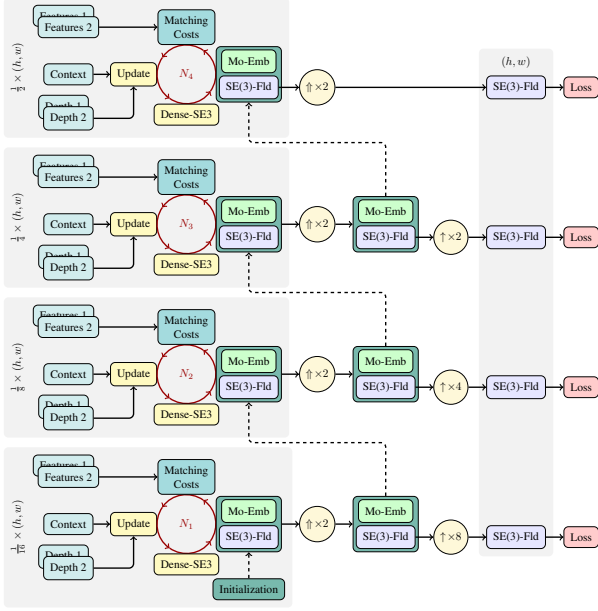 Features 1
Features 2
Matching
Costs
Mo-Emb
(h, w)
1/2 × (h, w)
Context
Update
N4
SE(3)-Fld
⇑×2
SE(3)-Fld
Loss
Depth 1
Depth 2
Dense-SE3
Features 1
Features 2
Matching
Costs
Mo-Emb
Mo-Emb
1/4 × (h, w)
Context
Update
N3
SE(3)-Fld
⇑×2
SE(3)-Fld
↑×2
SE(3)-Fld
Loss
Depth 1
Depth 2
Dense-SE3
Features 1
Features 2
Matching
Costs
Mo-Emb
Mo-Emb
1/8 × (h, w)
Context
Update
N2
SE(3)-Fld
⇑×2
SE(3)-Fld
↑×4
SE(3)-Fld
Loss
Depth 1
Depth 2
Dense-SE3
Features 1
Features 2
Matching
Costs
Mo-Emb
Mo-Emb
1/16 × (h, w)
Context
Update
N1
SE(3)-Fld
⇑×2
SE(3)-Fld
↑×8
SE(3)-Fld
Loss
Depth 1
Depth 2
Dense-SE3
Initialization